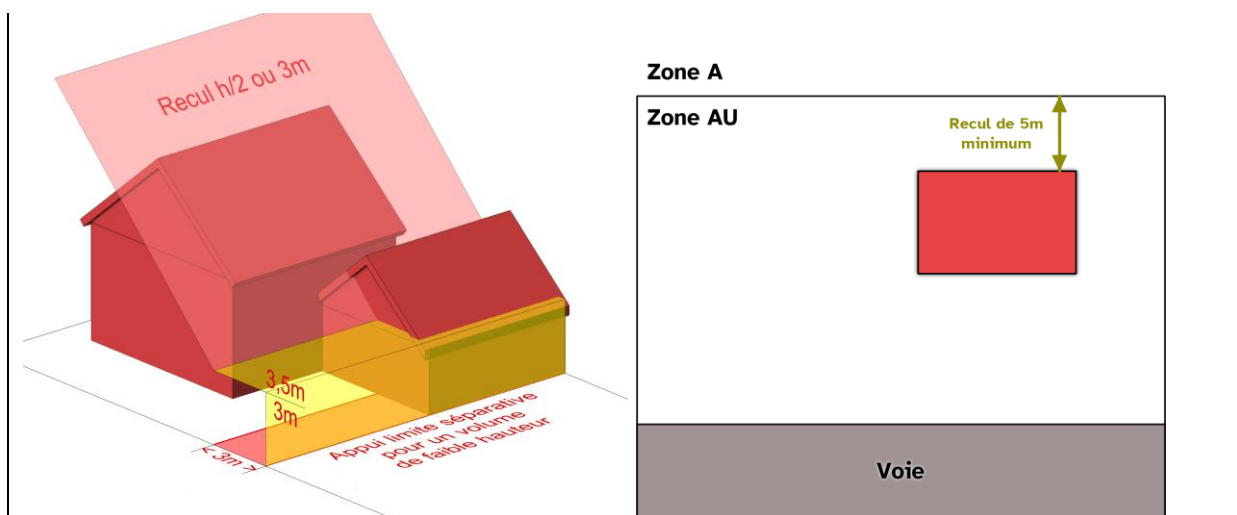 Recul h/2 ou 3m
3,5m
3m
< 3m >
Appui limite séparative
pour un volume
de faible hauteur
Zone A
Zone AU
Recul de 5m
minimum
Voie